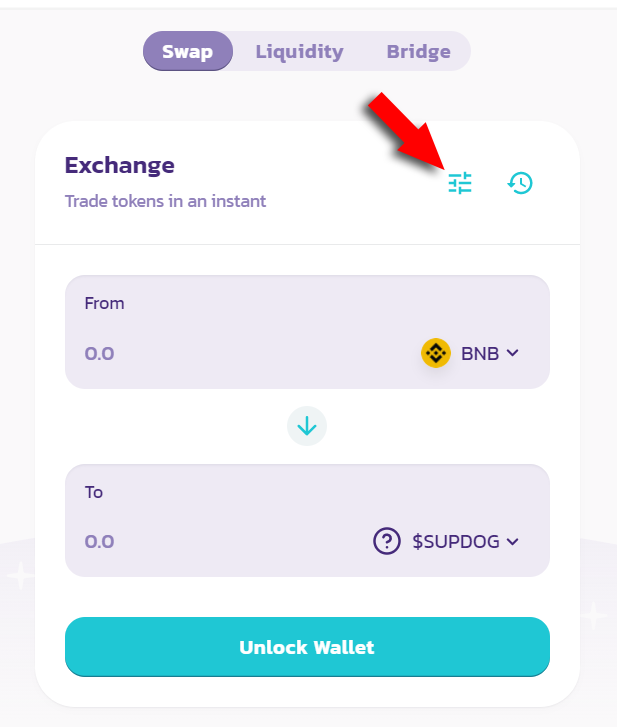 Swap Liquidity Bridge
Exchange
Trade tokens in an instant
From
0.0 BNB
To
0.0 ? $SUPDOG
Unlock Wallet